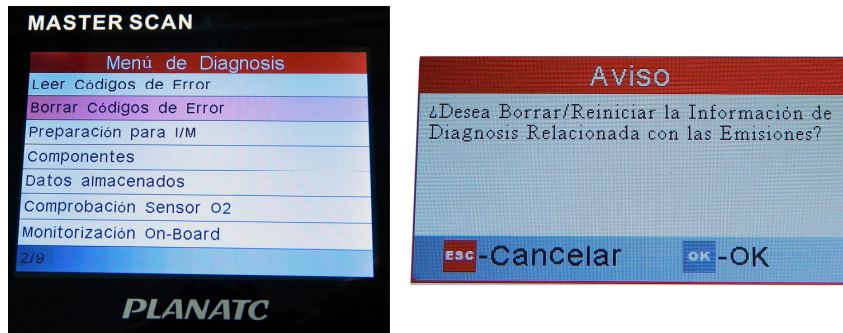 MASTER SCAN
Menú de Diagnosis
Leer Códigos de Error
Borrar Códigos de Error
Preparación para I/M
Componentes
Datos almacenados
Comprobación Sensor O2
Monitorización On-Board
2/9
PLANATC
Aviso
¿Desea Borrar/Reiniciar la Información de
Diagnosis Relacionada con las Emisiones?
ESC-Cancelar OK-OK